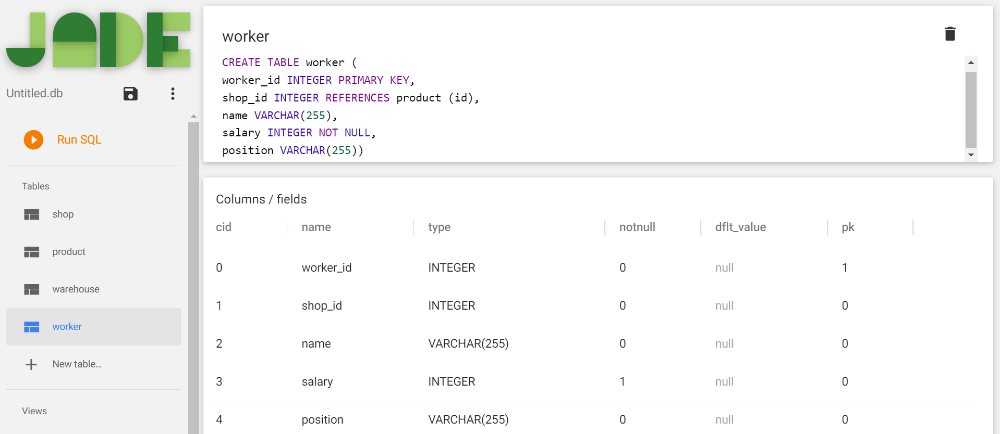 JADE
Untitled.db
Run SQL
Tables
shop
product
warehouse
worker
New table...
Views
worker
CREATE TABLE worker (
worker_id INTEGER PRIMARY KEY,
shop_id INTEGER REFERENCES product (id),
name VARCHAR(255),
salary INTEGER NOT NULL,
position VARCHAR(255))
Columns / fields
cid name type notnull dflt_value pk
0 worker_id INTEGER 0 null 1
1 shop_id INTEGER 0 null 0
2 name VARCHAR(255) 0 null 0
3 salary INTEGER 1 null 0
4 position VARCHAR(255) 0 null 0